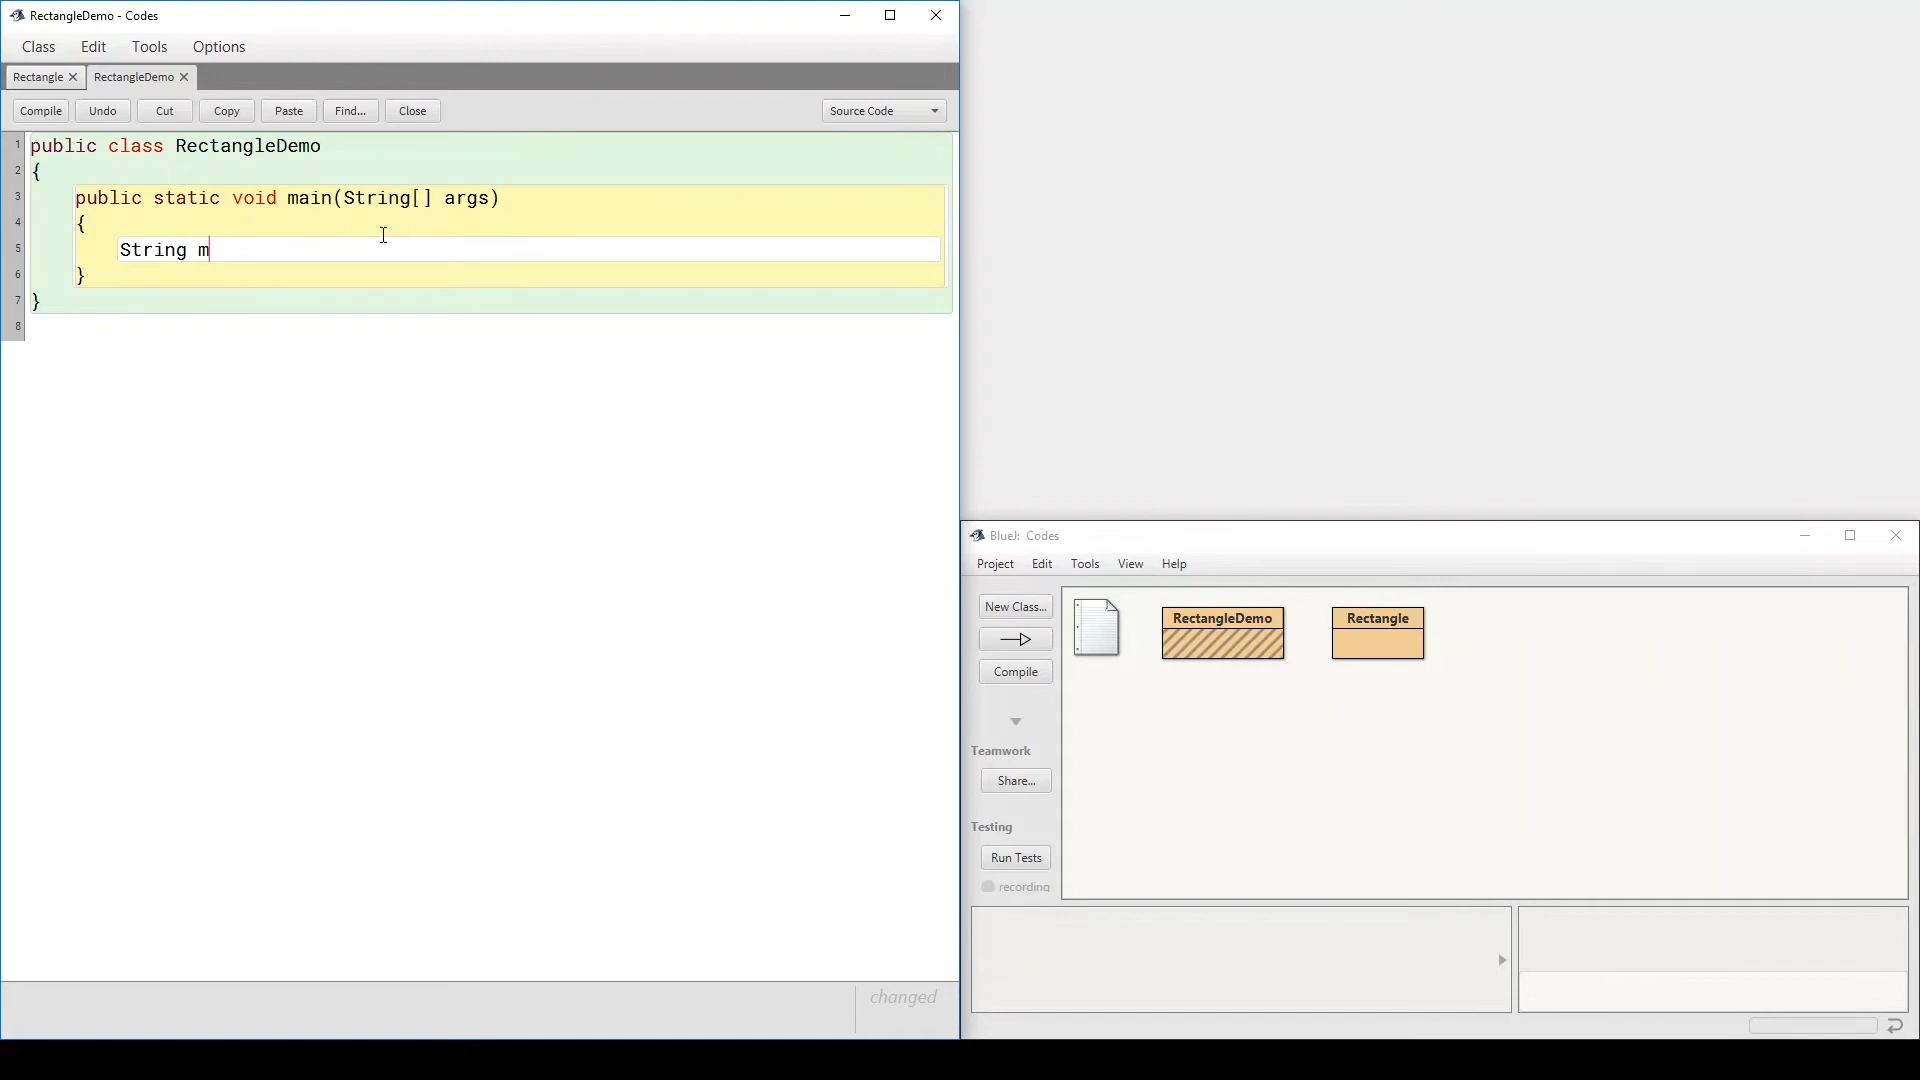 RectangleDemo - Codes
Class Edit Tools Options
Rectangle RectangleDemo
Compile Undo Cut Copy Paste Find... Close Source Code
1 public class RectangleDemo
2 {
3 public static void main(String[] args)
4 {
5 String m
6 }
7 }
8
changed
BlueJ: Codes
Project Edit Tools View Help
New Class...
Compile
Teamwork
Share...
Testing
Run Tests
recording
RectangleDemo
Rectangle